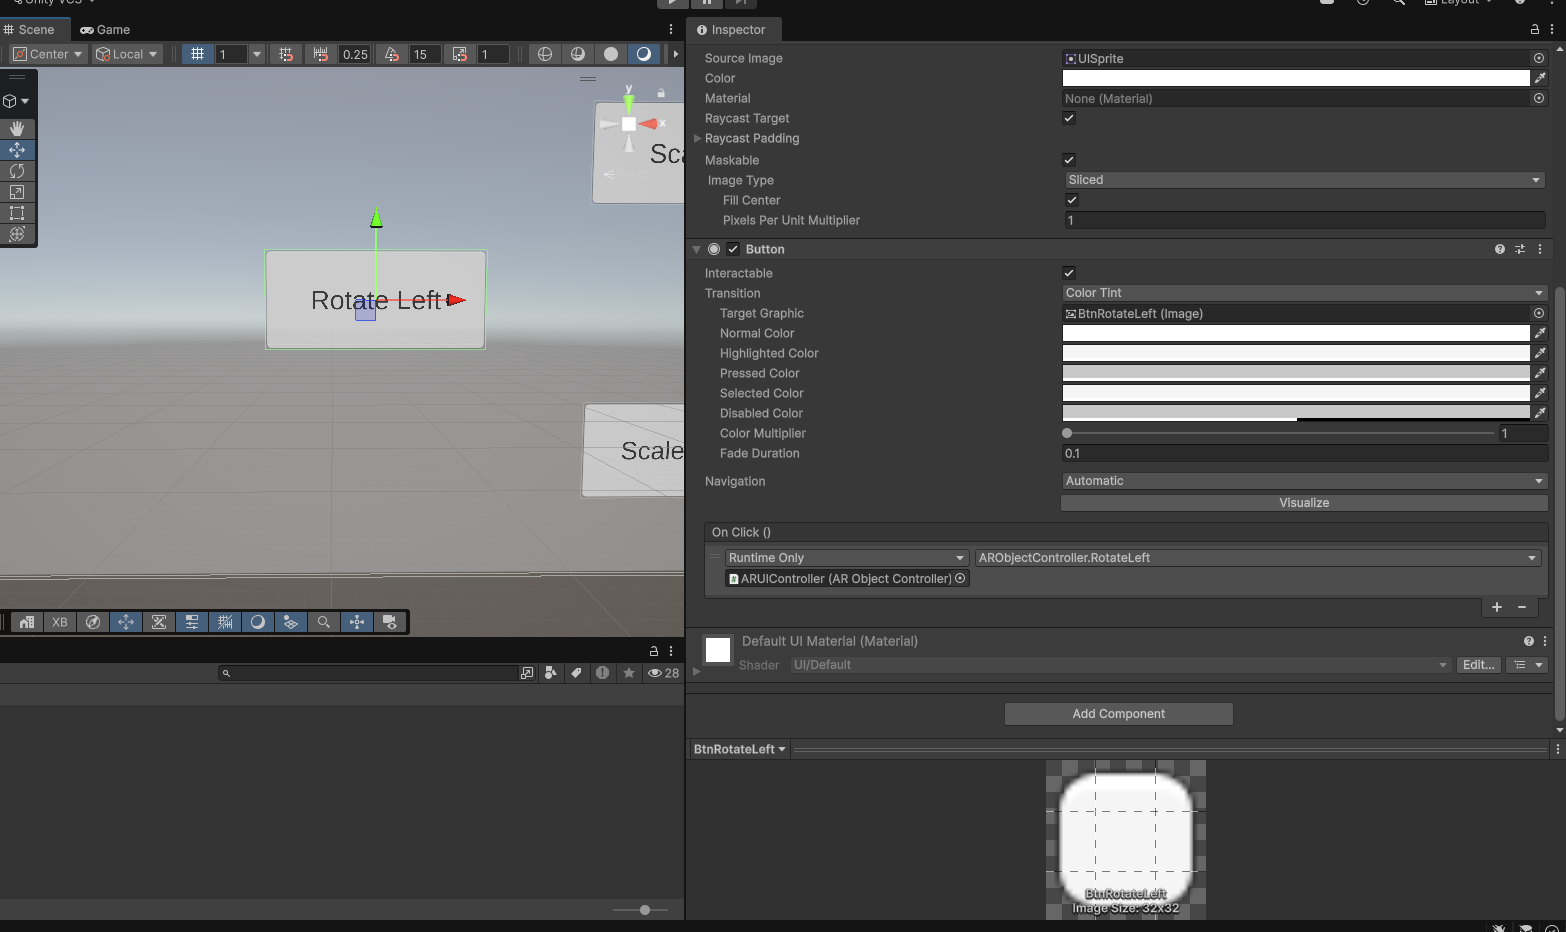 Unity VCS
Layout
Scene
Game
Center
Local
1
0.25
15
1
y
x
Sca
Rotate Left
Scale
XB
28
Inspector
Source Image
UISprite
Color
Material
None (Material)
Raycast Target
Raycast Padding
Maskable
Image Type
Sliced
Fill Center
Pixels Per Unit Multiplier
1
Button
Interactable
Transition
Color Tint
Target Graphic
BtnRotateLeft (Image)
Normal Color
Highlighted Color
Pressed Color
Selected Color
Disabled Color
Color Multiplier
1
Fade Duration
0.1
Navigation
Automatic
Visualize
On Click ()
Runtime Only
ARObjectController.RotateLeft
ARUIController (AR Object Controller)
Default UI Material (Material)
Shader
UI/Default
Edit...
Add Component
BtnRotateLeft
BtnRotateLeft
Image Size: 32x32